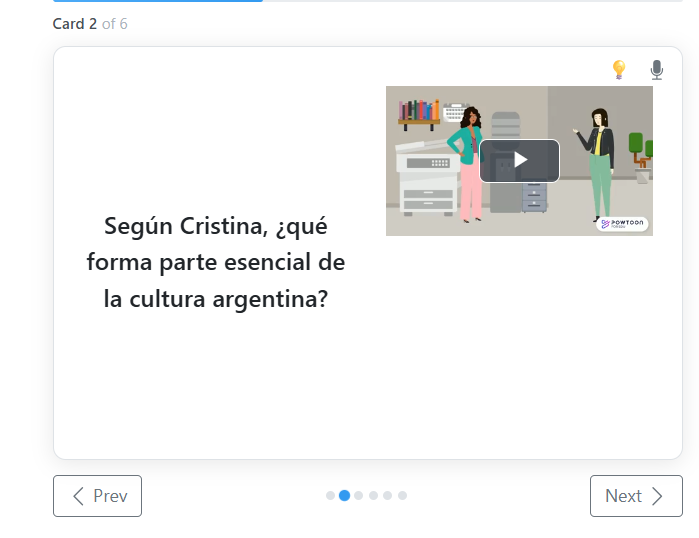 Card 2 of 6
Según Cristina, ¿qué
forma parte esencial de
la cultura argentina?
POWTOON
Prev
Next